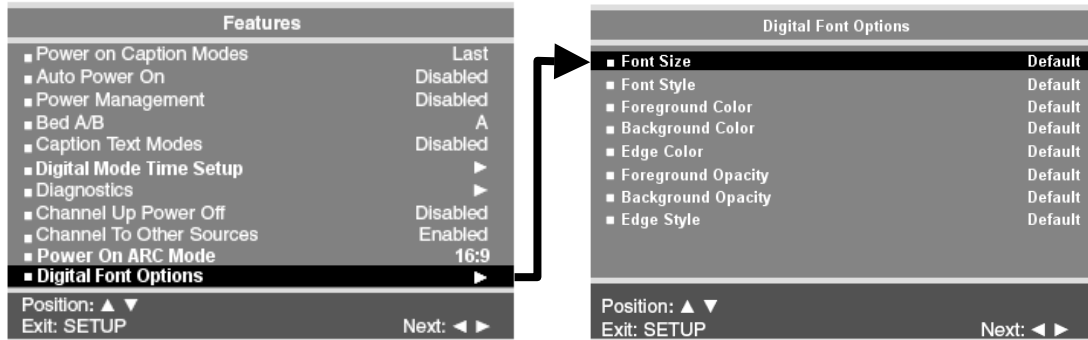 Features
■ Power on Caption Modes Last
■ Auto Power On Disabled
■ Power Management Disabled
■ Bed A/B A
■ Caption Text Modes Disabled
■ Digital Mode Time Setup ►
■ Diagnostics ►
■ Channel Up Power Off Disabled
■ Channel To Other Sources Enabled
■ Power On ARC Mode 16:9
■ Digital Font Options ►
Position: ▲ ▼
Exit: SETUP Next: ◄ ►
Digital Font Options
■ Font Size Default
■ Font Style Default
■ Foreground Color Default
■ Background Color Default
■ Edge Color Default
■ Foreground Opacity Default
■ Background Opacity Default
■ Edge Style Default
Position: ▲ ▼
Exit: SETUP Next: ◄ ►